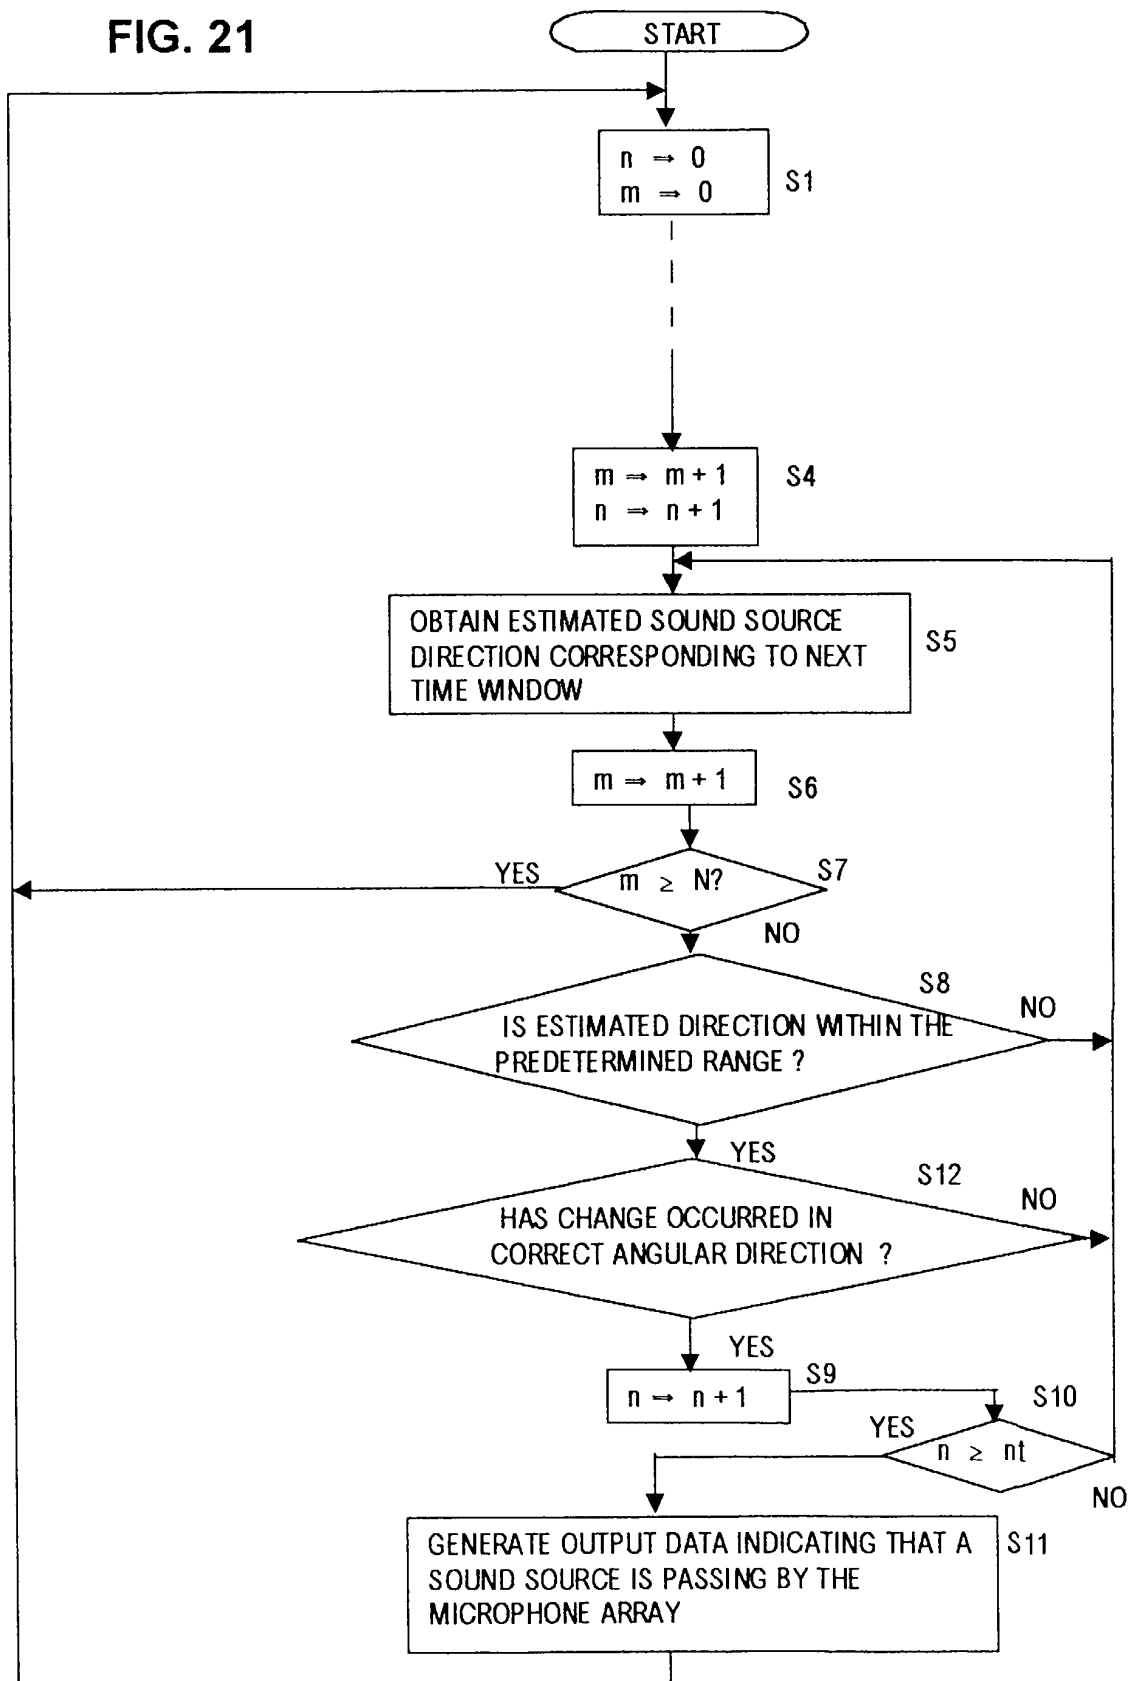 FIG. 21
START
n → 0
m → 0
S1
m → m + 1
n → n + 1
S4
OBTAIN ESTIMATED SOUND SOURCE
DIRECTION CORRESPONDING TO NEXT
TIME WINDOW
S5
m → m + 1
S6
YES
m ≥ N?
S7
NO
S8
NO
IS ESTIMATED DIRECTION WITHIN THE
PREDETERMINED RANGE ?
YES
S12
NO
HAS CHANGE OCCURRED IN
CORRECT ANGULAR DIRECTION ?
YES
S9
n → n + 1
S10
YES
n ≥ nt
NO
GENERATE OUTPUT DATA INDICATING THAT A
SOUND SOURCE IS PASSING BY THE
MICROPHONE ARRAY
S11